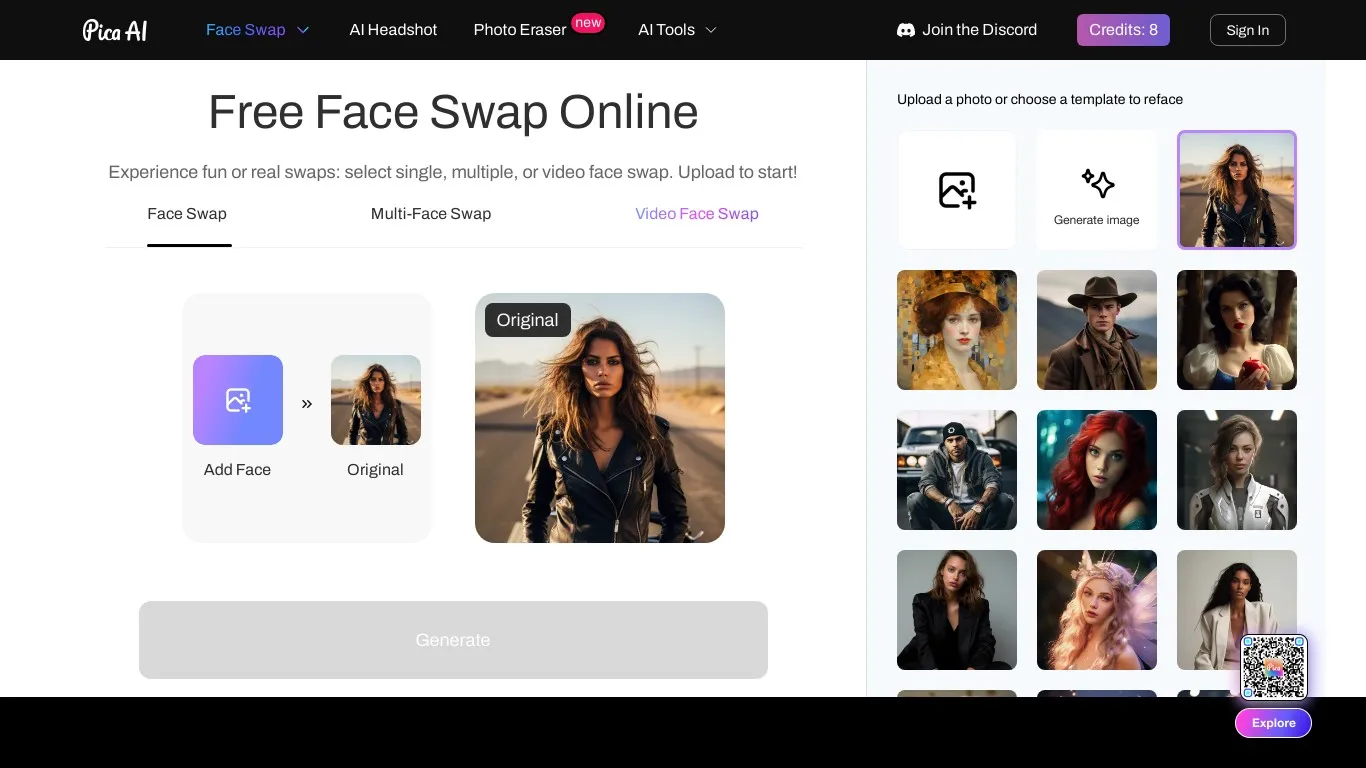 Pica AI
Face Swap
AI Headshot
Photo Eraser
new
AI Tools
Join the Discord
Credits: 8
Sign In
Free Face Swap Online
Experience fun or real swaps: select single, multiple, or video face swap. Upload to start!
Face Swap
Multi-Face Swap
Video Face Swap
Add Face
»
Original
Original
Generate
Upload a photo or choose a template to reface
Generate image
Pica
Explore